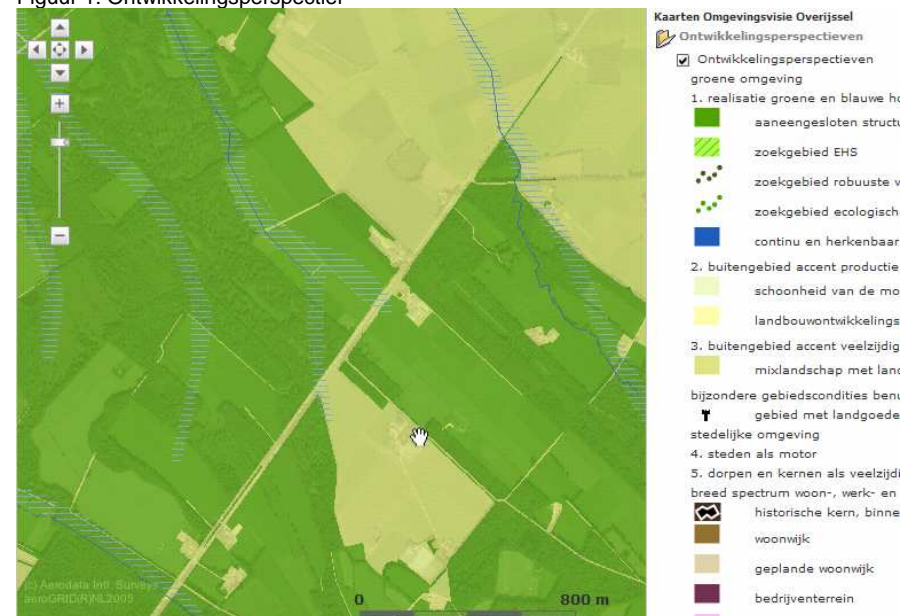 Figuur 1: Ontwikkelingsperspectief
Kaarten Omgevingsvisie Overijssel
Ontwikkelingsperspectieven
Ontwikkelingsperspectieven
groene omgeving
1. realisatie groene en blauwe ho
aaneengesloten structu
zoekgebied EHS
zoekgebied robuuste v
zoekgebied ecologisch
continu en herkenbaar
2. buitengebied accent productie
schoonheid van de mo
landbouwontwikkelings
3. buitengebied accent veelzijdig
mixlandschap met land
bijzondere gebiedscondities benu
gebied met landgoede
stedelijke omgeving
4. steden als motor
5. dorpen en kernen als veelzijdi
breed spectrum woon-, werk- en
historische kern, binne
woonwijk
geplande woonwijk
bedrijventerrein
(c) Aerodata Intl. Surveys
aeroGRID(R)NL2005
0 800 m